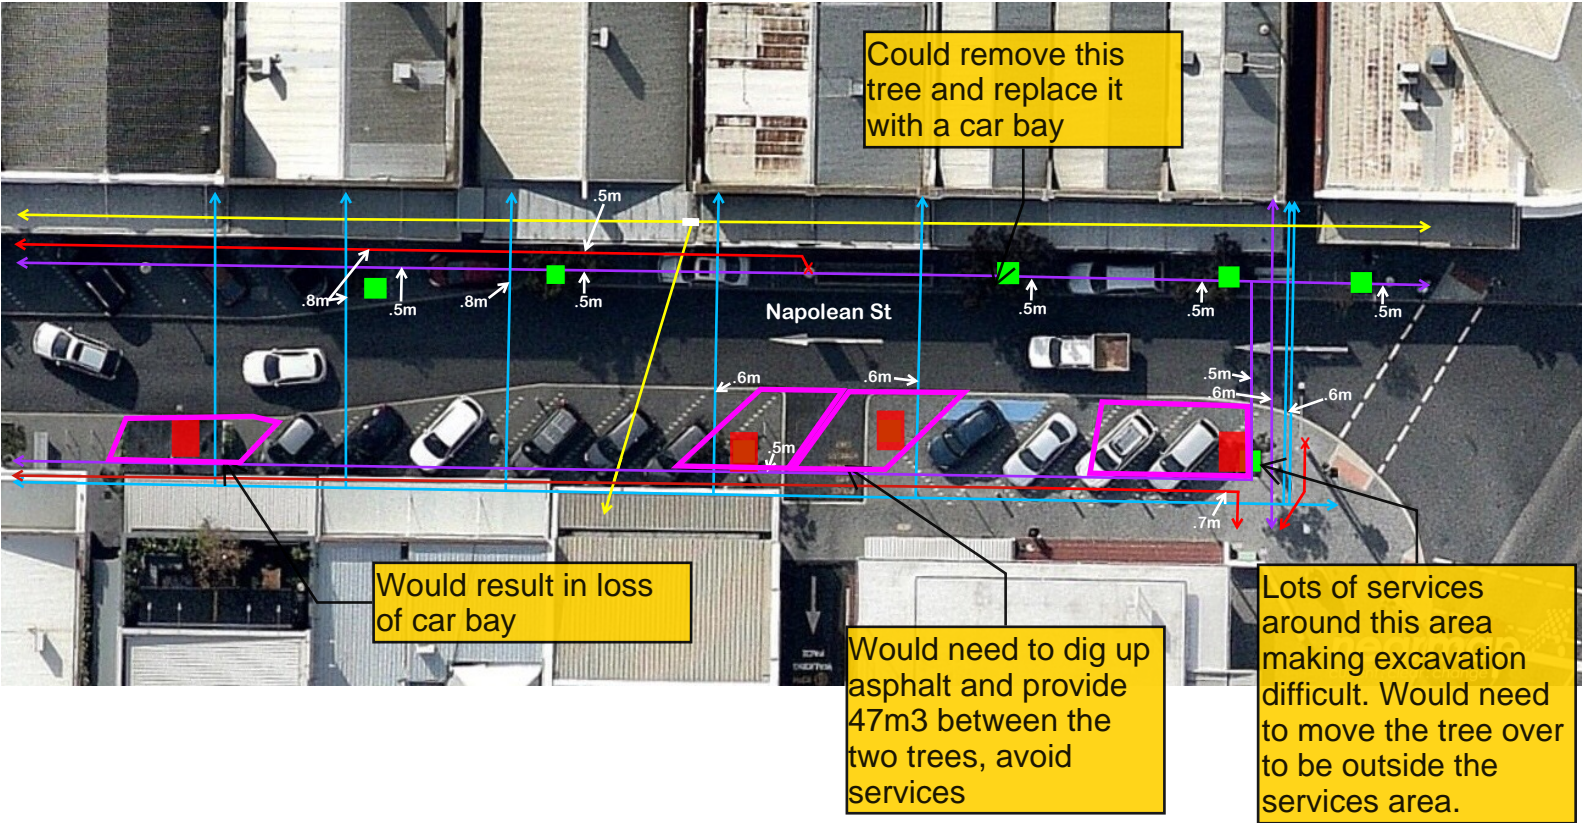 Could remove this
tree and replace it
with a car bay
.5m
.8m
.5m
.8m
.5m
.5m
.5m
.5m
Napolean St
.6m
.6m
.5m
.6m
.6m
.5m
.7m
Would result in loss
of car bay
Would need to dig up
asphalt and provide
47m3 between the
two trees, avoid
services
Lots of services
around this area
making excavation
difficult. Would need
to move the tree over
to be outside the
services area.